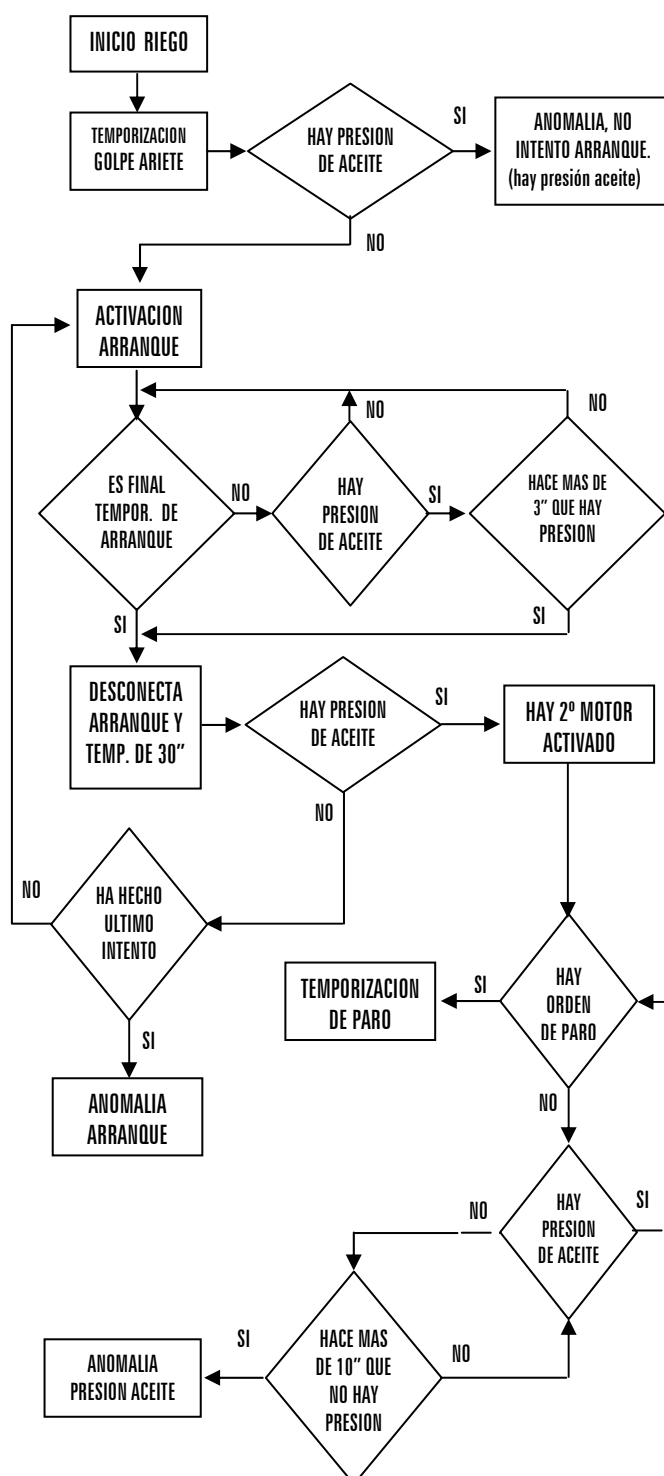 INICIO RIEGO
TEMPORIZACION
GOLPE ARIETE
HAY PRESION
DE ACEITE
SI
ANOMALIA, NO
INTENTO ARRANQUE.
(hay presión aceite)
NO
ACTIVACION
ARRANQUE
NO
NO
ES FINAL
TEMPOR. DE
ARRANQUE
NO
HAY
PRESION
DE ACEITE
SI
HACE MAS DE
3” QUE HAY
PRESION
SI
SI
DESCONECTA
ARRANQUE Y
TEMP. DE 30”
HAY PRESION
DE ACEITE
SI
HAY 2º MOTOR
ACTIVADO
NO
NO
HA HECHO
ULTIMO
INTENTO
SI
ANOMALIA
ARRANQUE
TEMPORIZACION
DE PARO
SI
HAY
ORDEN
DE PARO
NO
HAY
PRESION
DE ACEITE
SI
NO
HACE MAS
DE 10” QUE
NO HAY
PRESION
SI
NO
ANOMALIA
PRESION ACEITE